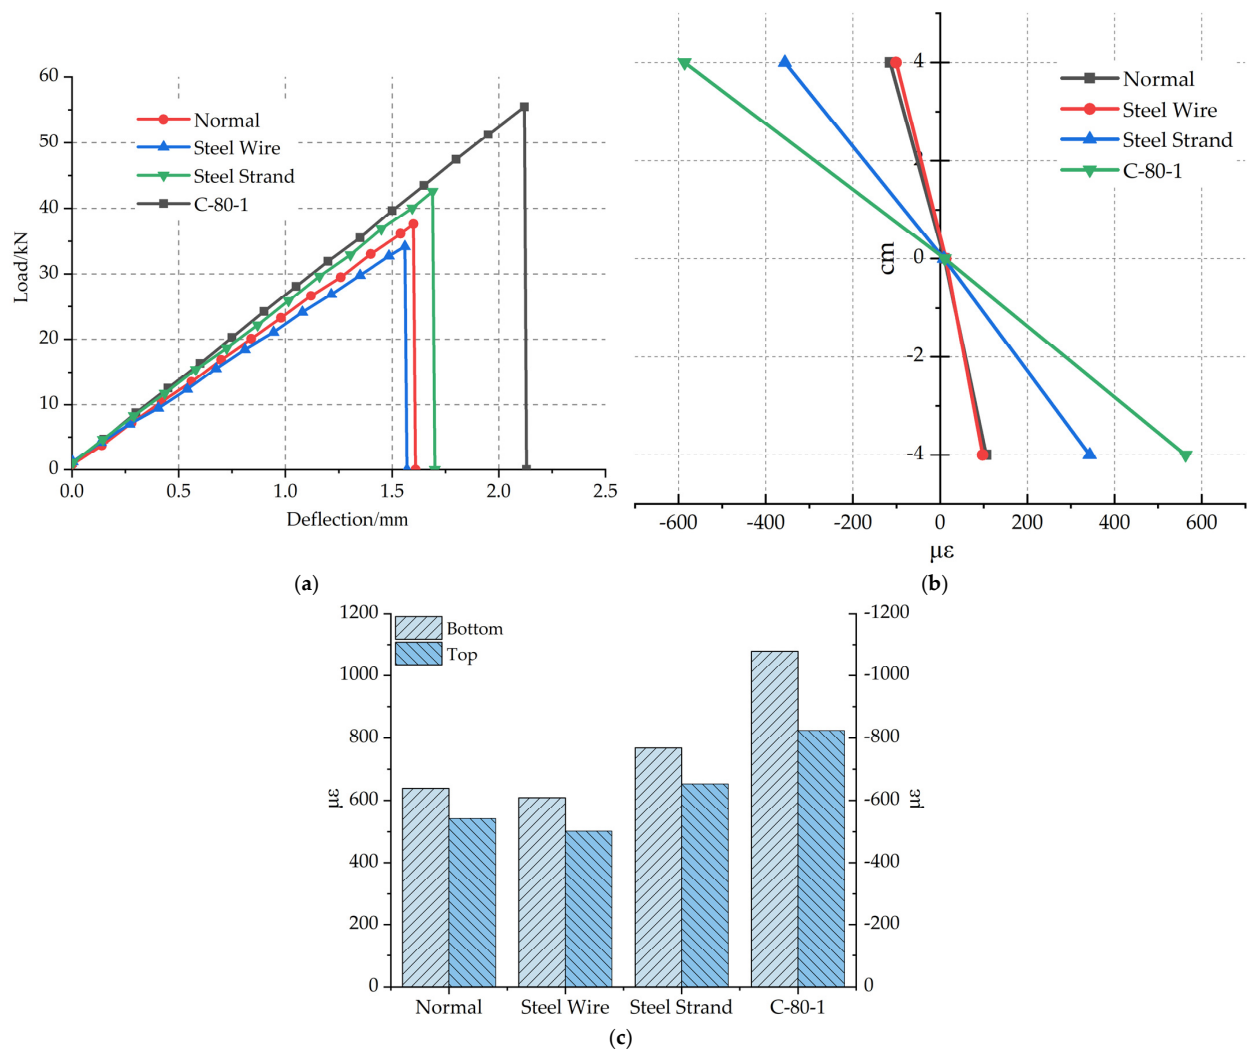 60
50
40
30
20
10
0
Load/kN
Normal
Steel Wire
Steel Strand
C-80-1
0.0 0.5 1.0 1.5 2.0 2.5
Deflection/mm
(a)
4
0
-2
-4
cm
Normal
Steel Wire
Steel Strand
C-80-1
-600 -400 -200 0 200 400 600
με
(b)
1200
1000
800
600
400
200
0
με
Bottom
Top
-1200
-1000
-800
-600
-400
-200
-0
με
Normal Steel Wire Steel Strand C-80-1
(c)